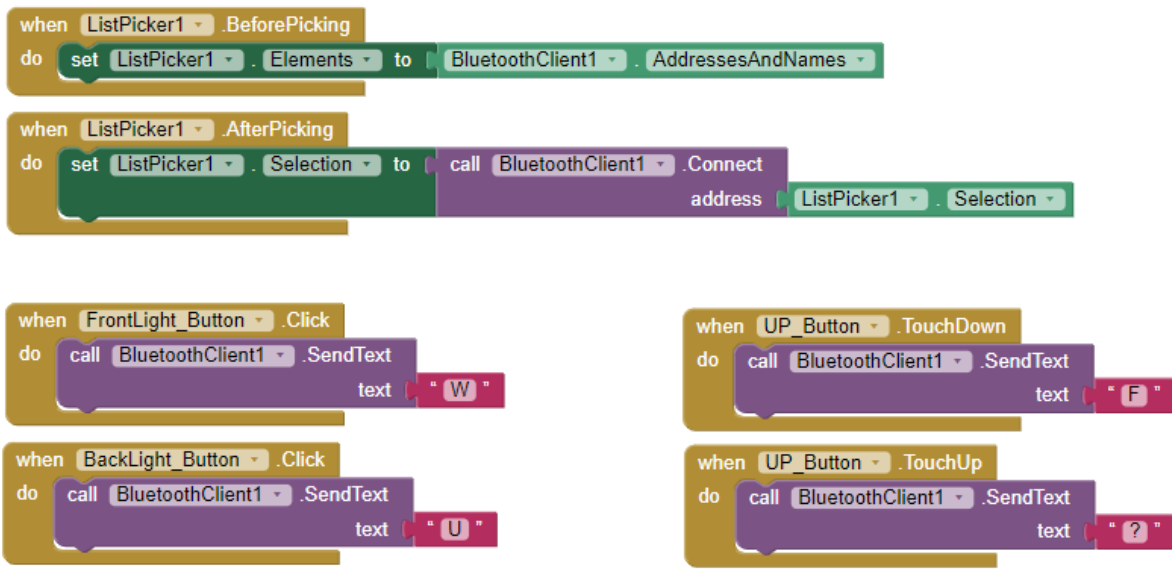 when ListPicker1 .BeforePicking
do set ListPicker1 . Elements to BluetoothClient1 . AddressesAndNames
when ListPicker1 .AfterPicking
do set ListPicker1 . Selection to call BluetoothClient1 .Connect
address ListPicker1 . Selection
when FrontLight_Button .Click
do call BluetoothClient1 .SendText
text " W "
when BackLight_Button .Click
do call BluetoothClient1 .SendText
text " U "
when UP_Button .TouchDown
do call BluetoothClient1 .SendText
text " F "
when UP_Button .TouchUp
do call BluetoothClient1 .SendText
text " ? "